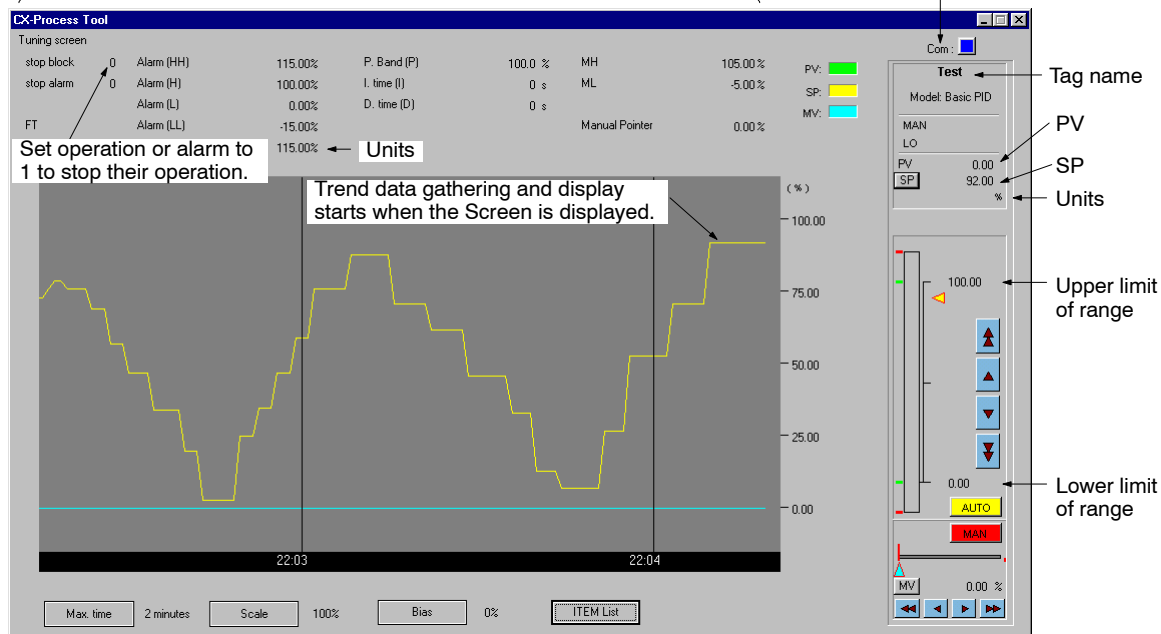 CX-Process Tool
Tuning screen
Com :
stop block 0 Alarm (HH) 115.00% P. Band (P) 100.0 % MH 105.00 % PV:
stop alarm 0 Alarm (H) 100.00% I. time (I) 0 s ML -5.00 % SP:
Alarm (L) 0.00% D. time (D) 0 s MV:
FT Alarm (LL) -15.00% Manual Pointer 0.00 %
115.00% Units
Set operation or alarm to
1 to stop their operation.
Trend data gathering and display
starts when the Screen is displayed.
(%)
100.00
75.00
50.00
25.00
0.00
22:03 22:04
Max. time 2 minutes Scale 100% Bias 0% ITEM List
Test Tag name
Model: Basic PID
MAN
LO
PV 0.00 PV
SP 92.00 SP
% Units
100.00 Upper limit
of range
0.00 Lower limit
of range
AUTO
MAN
MV 0.00 %